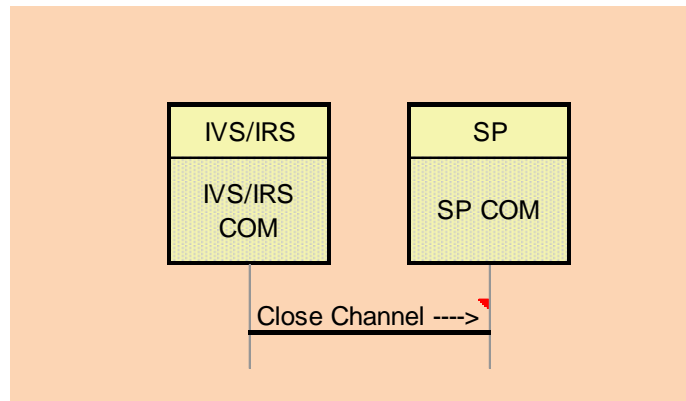 IVS/IRS
SP
IVS/IRS
COM
SP COM
Close Channel ---->